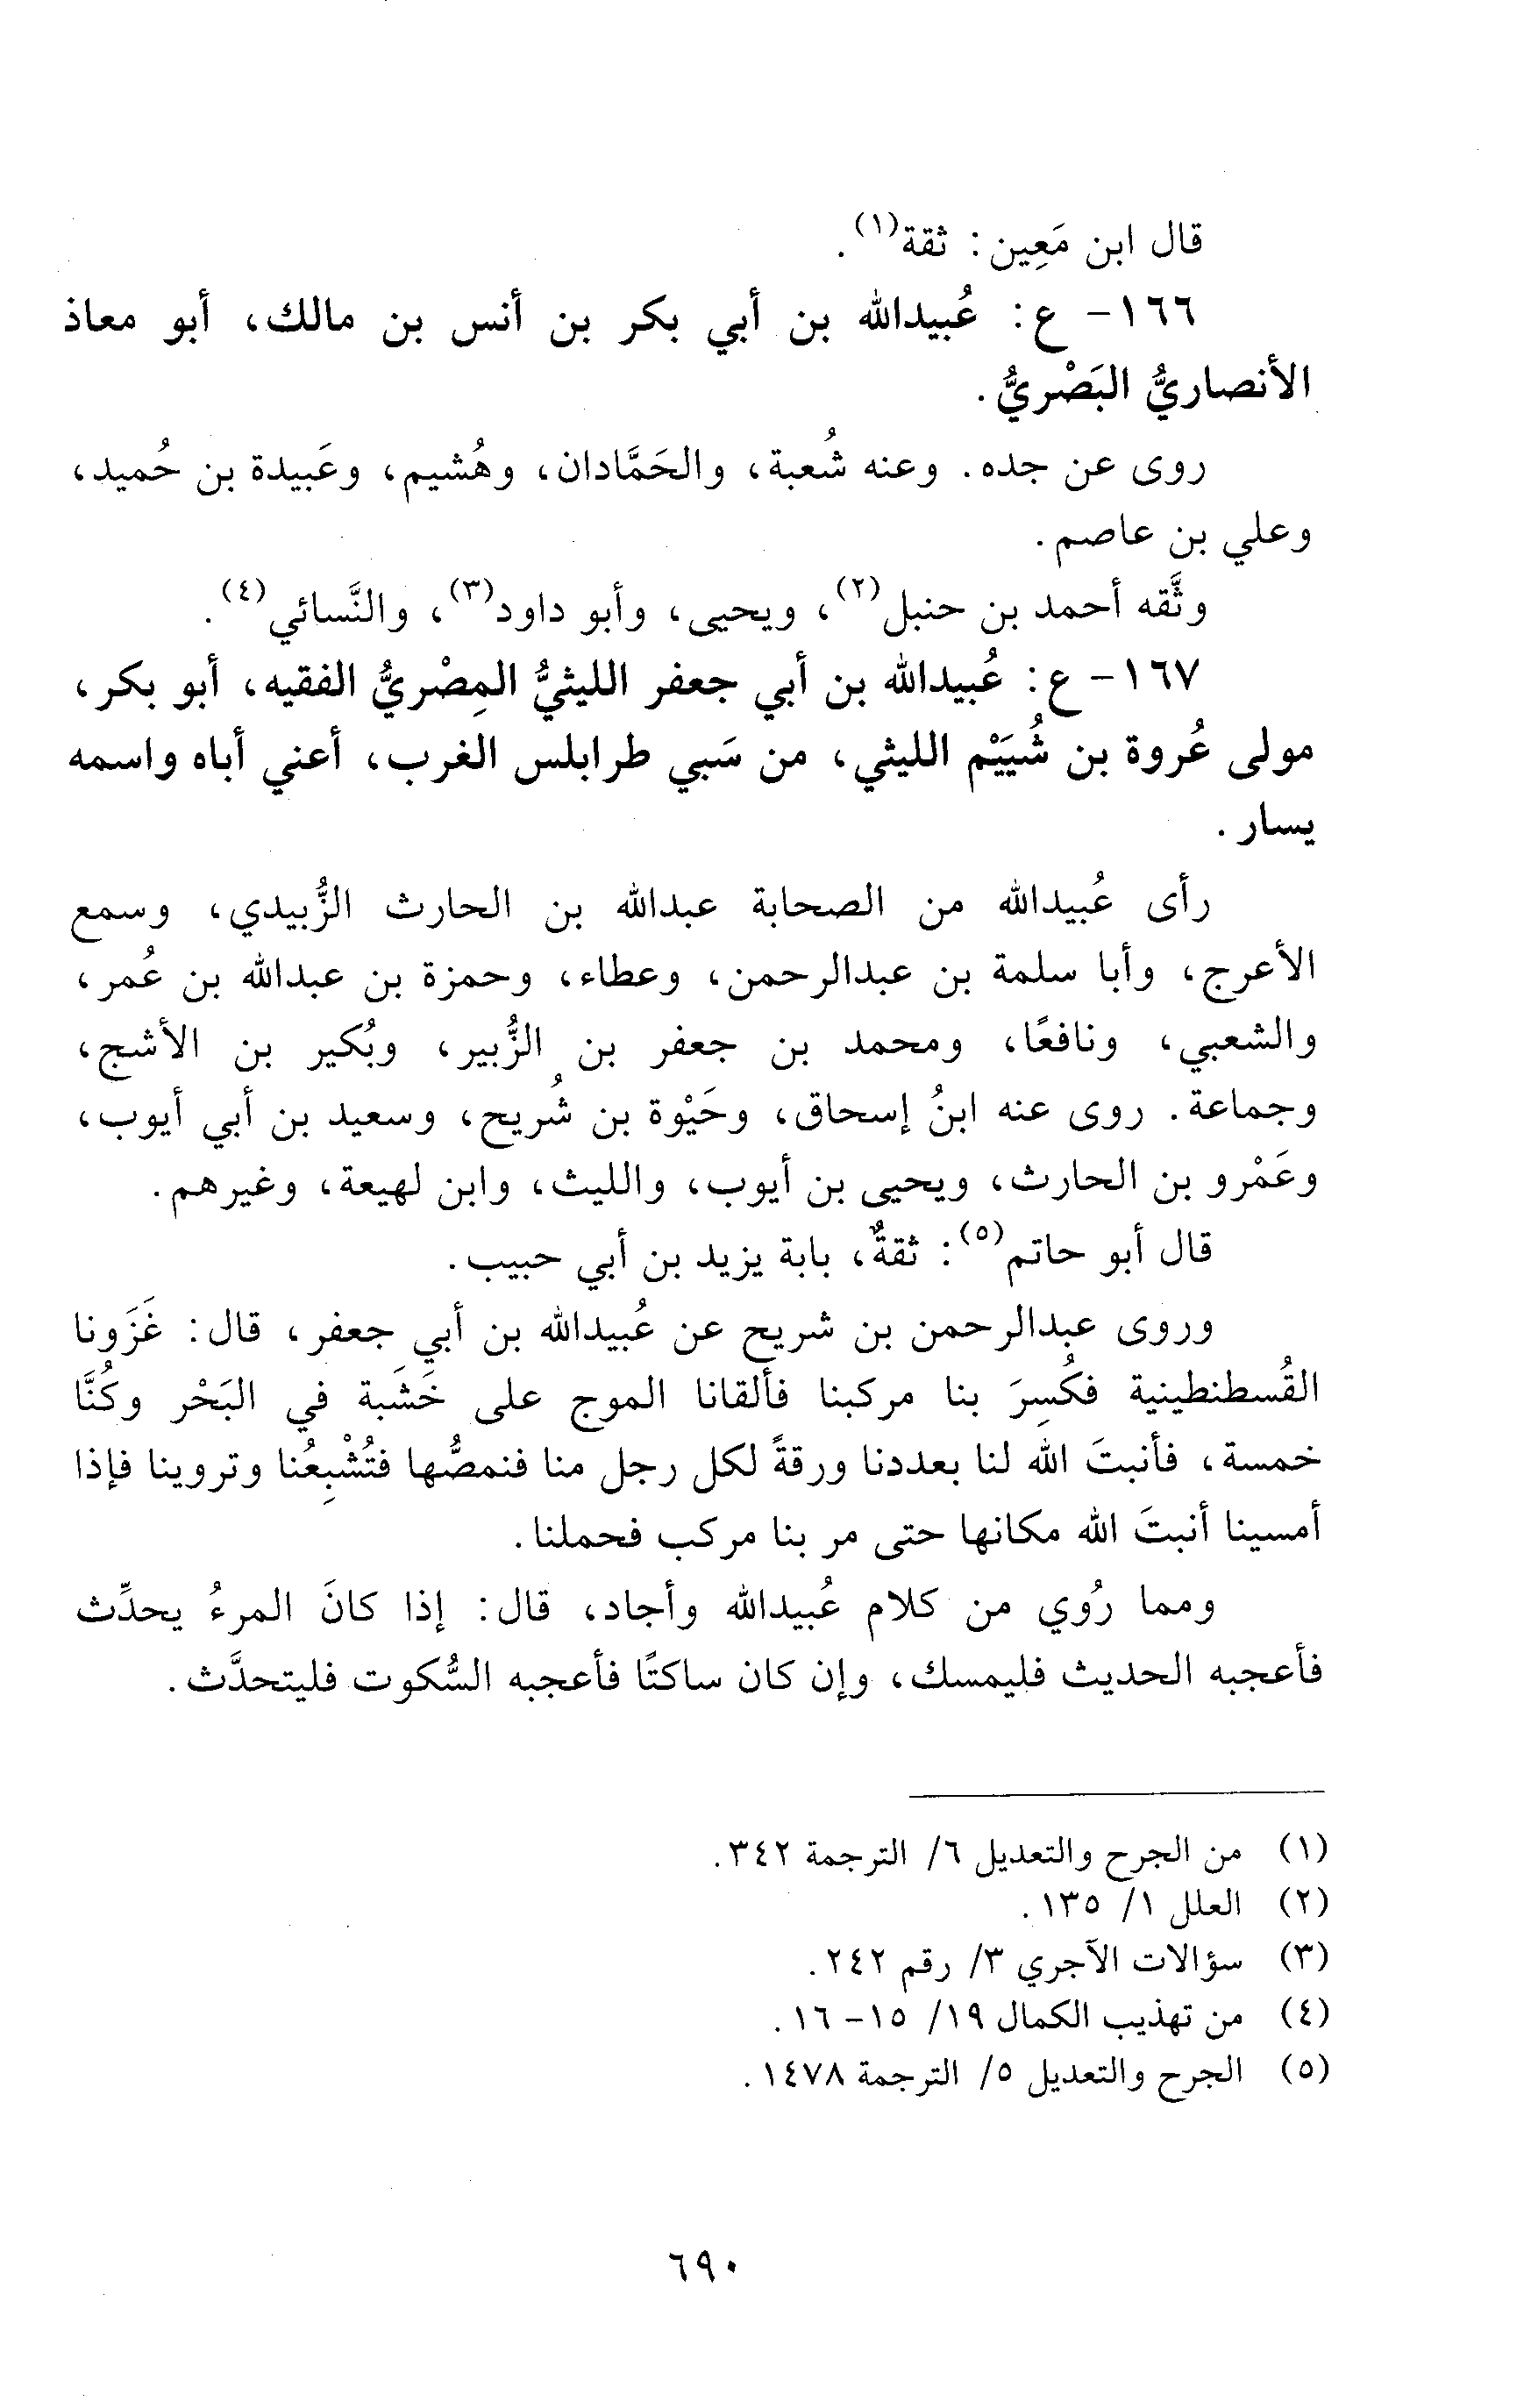 قال ابن مَعِين: ثقة(١).
١٦٦- ع: عُبيدالله بن أبي بكر بن أنس بن مالك، أبو معاذ
الأنصاريُّ البَصْريُّ.
روى عن جده. وعنه شُعبة، والحَمَّادان، وهُشيم، وعَبيدة بن حُميد،
وعلي بن عاصم.
وثَّقه أحمد بن حنبل(٢)، ويحيى، وأبو داود(٣)، والنَّسائي(٤).
١٦٧- ع: عُبيدالله بن أبي جعفر الليثيُّ المِصْريُّ الفقيه، أبو بكر،
مولى عُروة بن شُيَيْم الليثي، من سَبي طرابلس الغرب، أعني أباه واسمه
يسار.
رأى عُبيدالله من الصحابة عبدالله بن الحارث الزُّبيدي، وسمع
الأعرج، وأبا سلمة بن عبدالرحمن، وعطاء، وحمزة بن عبدالله بن عُمر،
والشعبي، ونافعًا، ومحمد بن جعفر بن الزُّبير، وبُكير بن الأشج،
وجماعة. روى عنه ابنُ إسحاق، وحَيْوة بن شُريح، وسعيد بن أبي أيوب،
وعَمْرو بن الحارث، ويحيى بن أيوب، والليث، وابن لهيعة، وغيرهم.
قال أبو حاتم(٥): ثقةٌ، بابة يزيد بن أبي حبيب.
وروى عبدالرحمن بن شريح عن عُبيدالله بن أبي جعفر، قال: غَزَونا
القُسطنطينية فكُسِرَ بنا مركبنا فألقانا الموج على خَشَبة في البَحْر وكُنَّا
خمسة، فأنبتَ الله لنا بعددنا ورقةً لكل رجل منا فنمصُّها فتُشْبِعُنا وتروينا فإذا
أمسينا أنبتَ الله مكانها حتى مر بنا مركب فحملنا.
ومما رُوي من كلام عُبيدالله وأجاد، قال: إذا كانَ المرءُ يحدِّث
فأعجبه الحديث فليمسك، وإن كان ساكتًا فأعجبه السُّكوت فليتحدَّث.
(١) من الجرح والتعديل ٦/ الترجمة ٣٤٢.
(٢) العلل ١/ ١٣٥.
(٣) سؤالات الآجري ٣/ رقم ٢٤٢.
(٤) من تهذيب الكمال ١٩/ ١٥- ١٦.
(٥) الجرح والتعديل ٥/ الترجمة ١٤٧٨.
٦٩٠